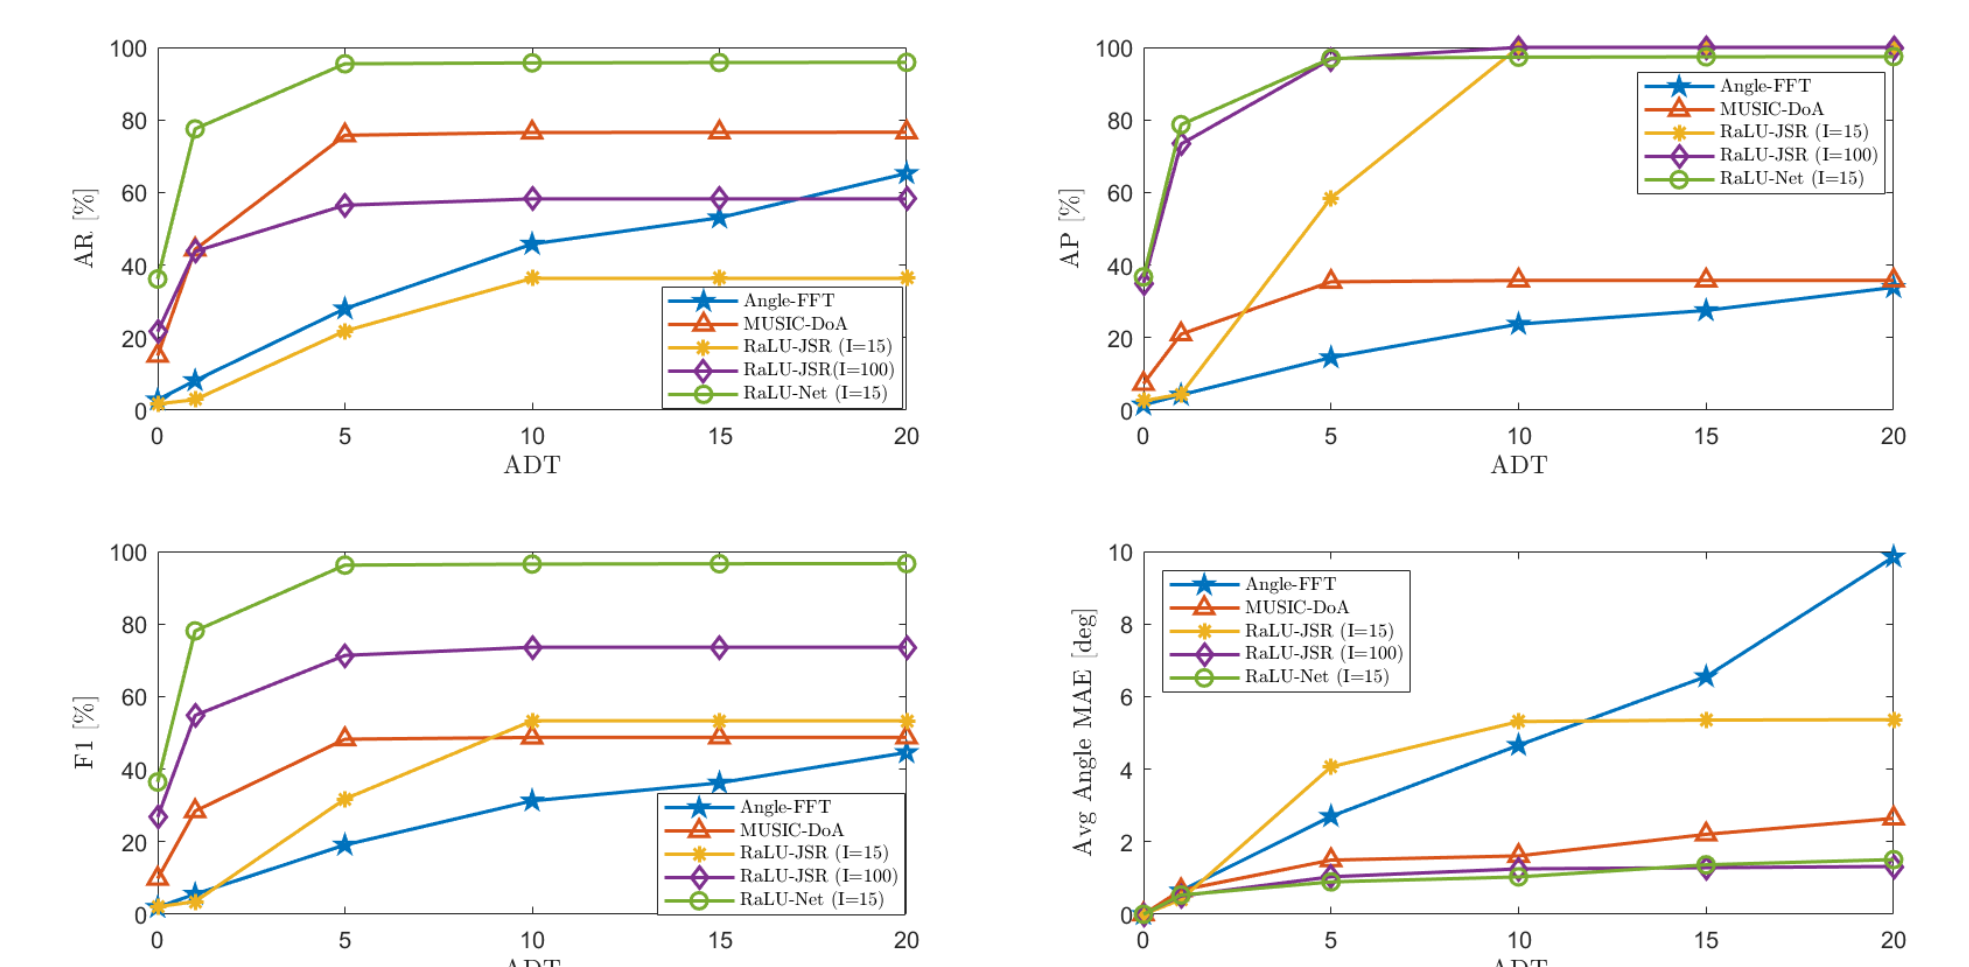 100
80
60
40
20
0
0 5 10 15 20
ADT
AR [%]
Angle-FFT
MUSIC-DoA
RaLU-JSR (I=15)
RaLU-JSR(I=100)
RaLU-Net (I=15)
100
80
60
40
20
0
0 5 10 15 20
ADT
AP [%]
Angle-FFT
MUSIC-DoA
RaLU-JSR (I=15)
RaLU-JSR (I=100)
RaLU-Net (I=15)
100
80
60
40
20
0
0 5 10 15 20
ADT
F1 [%]
Angle-FFT
MUSIC-DoA
RaLU-JSR (I=15)
RaLU-JSR (I=100)
RaLU-Net (I=15)
10
8
6
4
2
0
0 5 10 15 20
ADT
Avg Angle MAE [deg]
Angle-FFT
MUSIC-DoA
RaLU-JSR (I=15)
RaLU-JSR (I=100)
RaLU-Net (I=15)